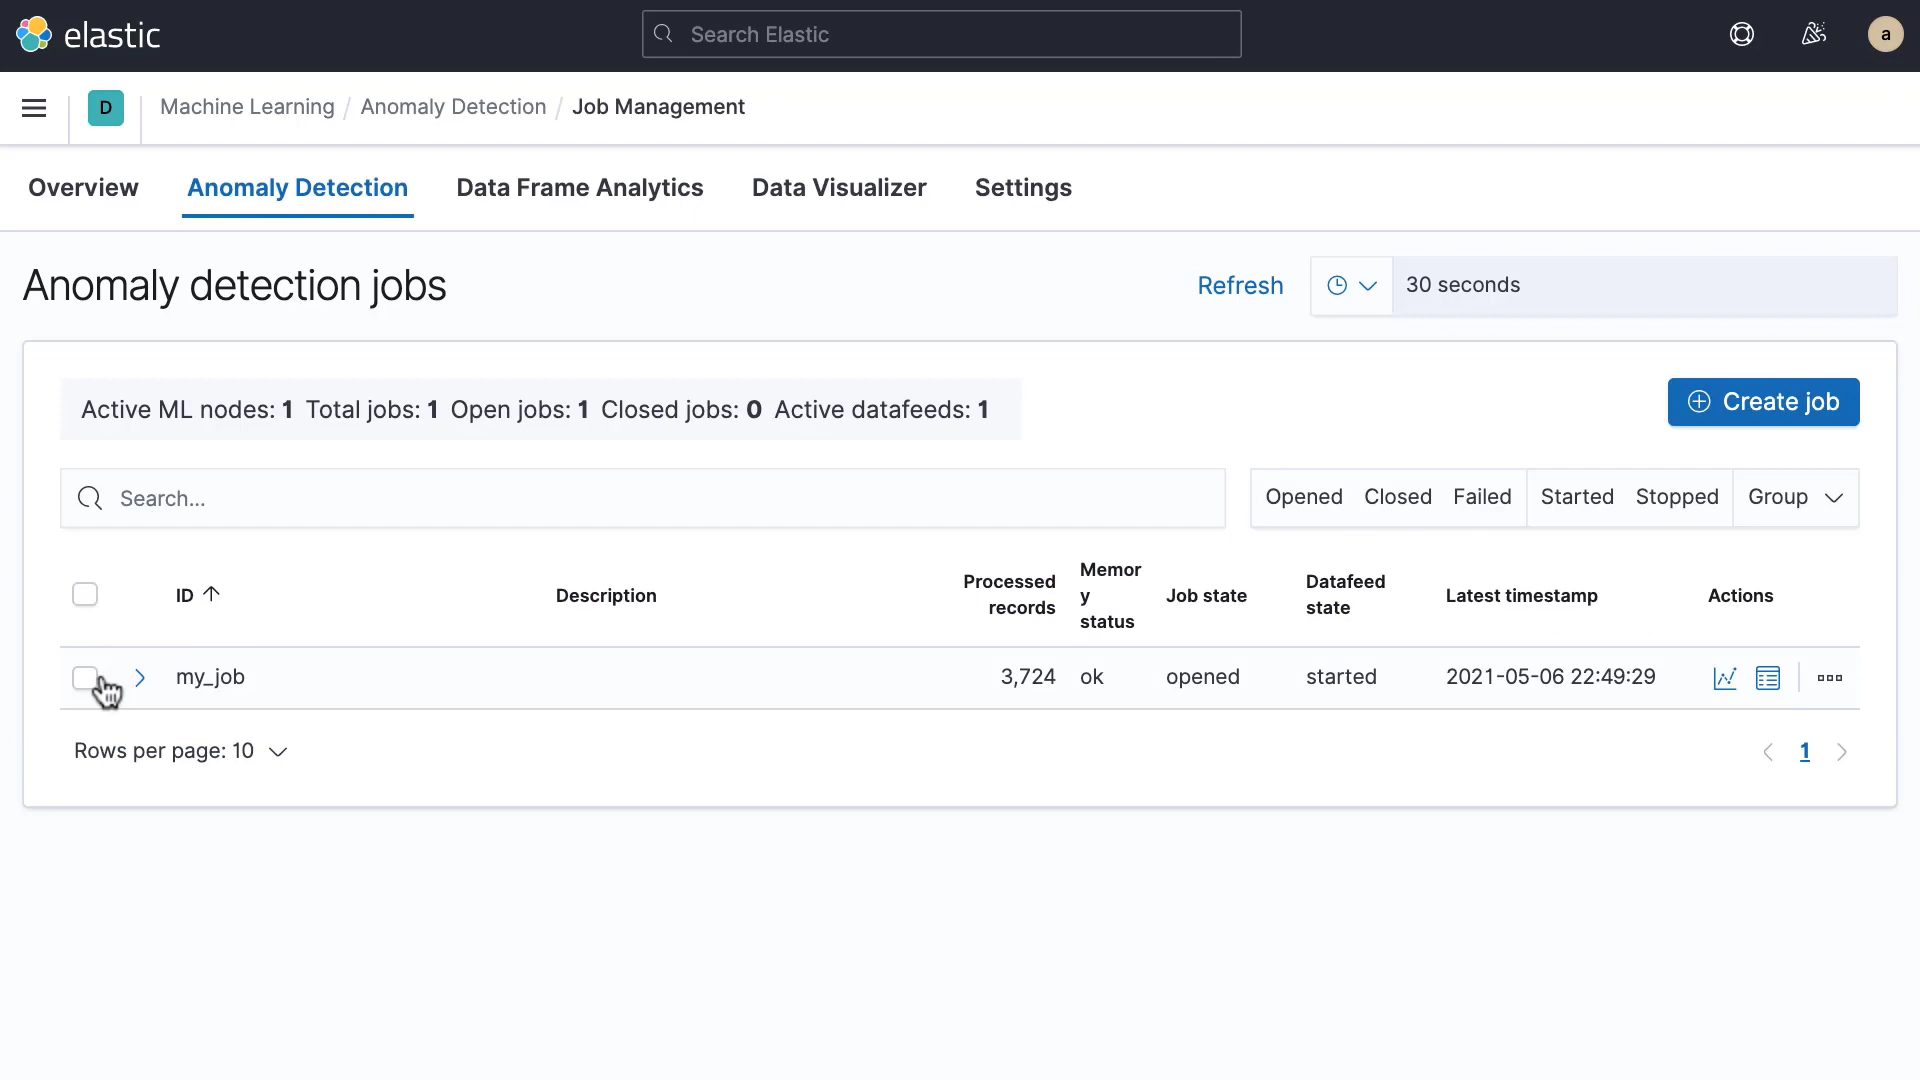 elastic
Search Elastic
a
D
Machine Learning / Anomaly Detection / Job Management
Overview
Anomaly Detection
Data Frame Analytics
Data Visualizer
Settings
Anomaly detection jobs
Refresh
30 seconds
Active ML nodes: 1 Total jobs: 1 Open jobs: 1 Closed jobs: 0 Active datafeeds: 1
Create job
Search...
Opened Closed Failed Started Stopped Group
ID
Description
Processed
records
Memor
y
status
Job state
Datafeed
state
Latest timestamp
Actions
my_job 3,724 ok opened started 2021-05-06 22:49:29
Rows per page: 10
1